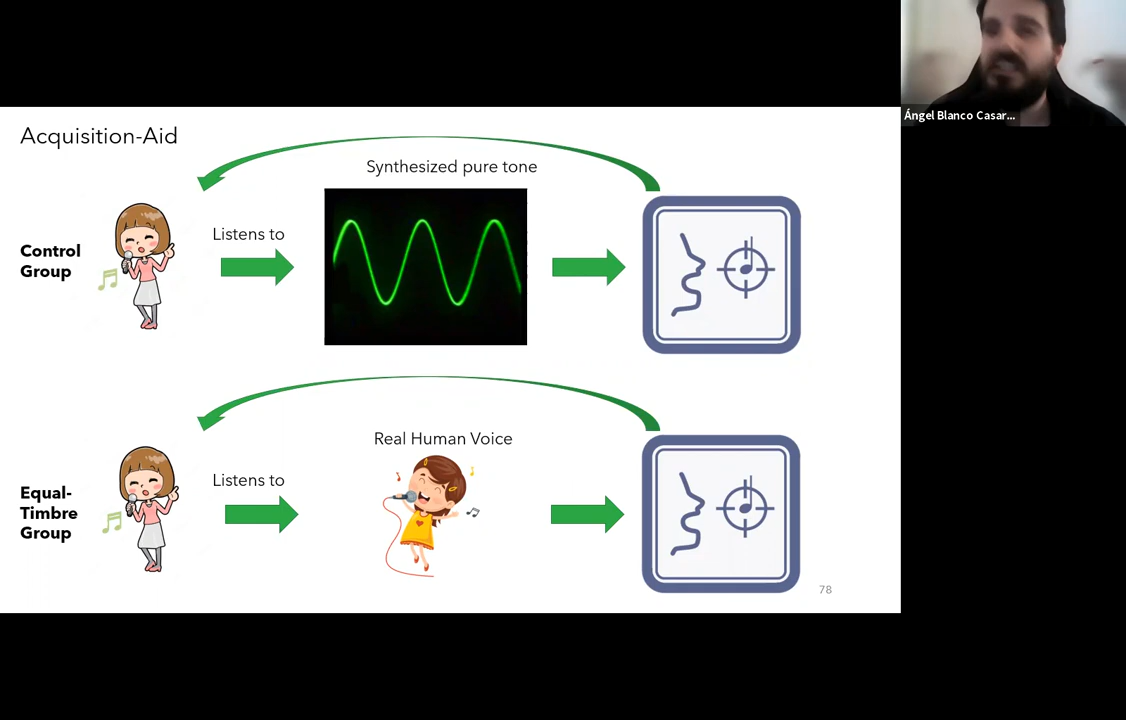 Ángel Blanco Casar...
Acquisition-Aid
Synthesized pure tone
Listens to
Control
Group
Real Human Voice
Listens to
Equal-
Timbre
Group
78